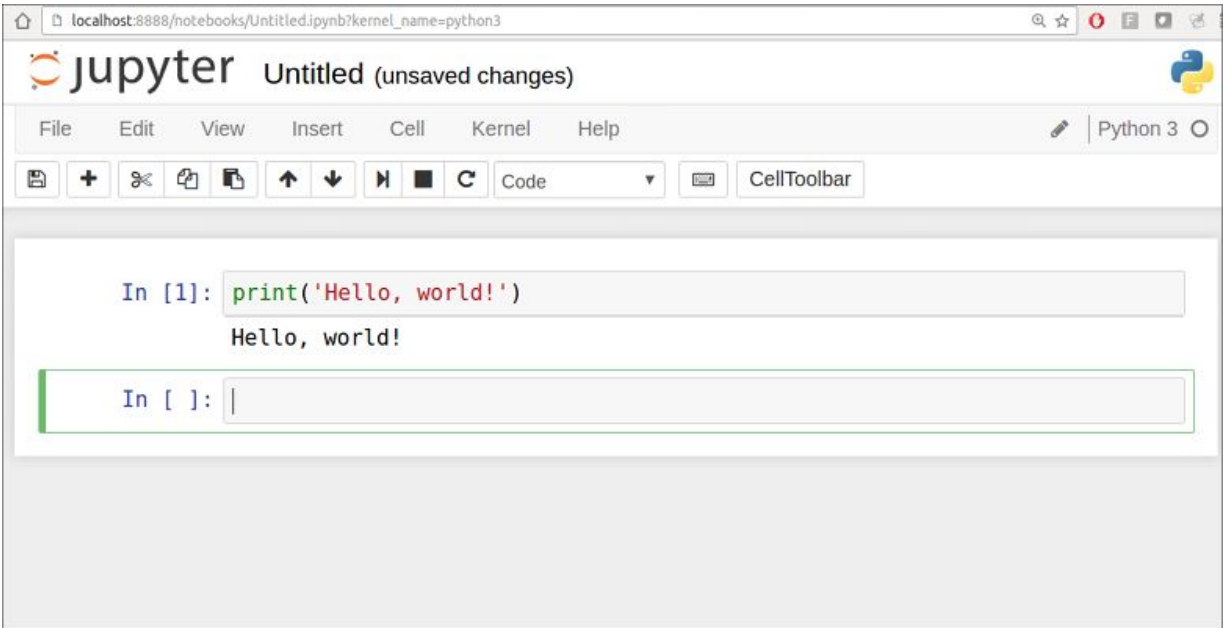 localhost:8888/notebooks/Untitled.ipynb?kernel_name=python3
jupyter Untitled (unsaved changes)
File Edit View Insert Cell Kernel Help Python 3
Code CellToolbar
In [1]: print('Hello, world!')
Hello, world!
In [ ]: